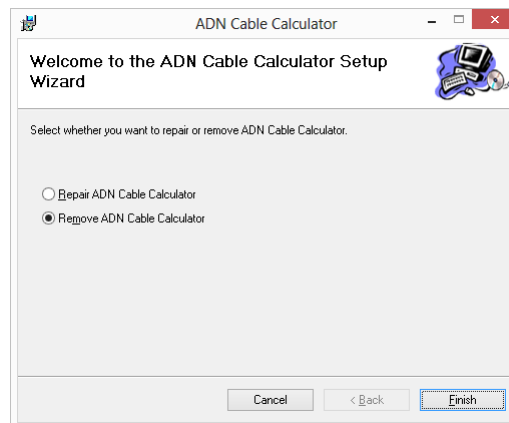 ADN Cable Calculator
Welcome to the ADN Cable Calculator Setup
Wizard
Select whether you want to repair or remove ADN Cable Calculator.
Repair ADN Cable Calculator
Remove ADN Cable Calculator
Cancel
< Back
Finish